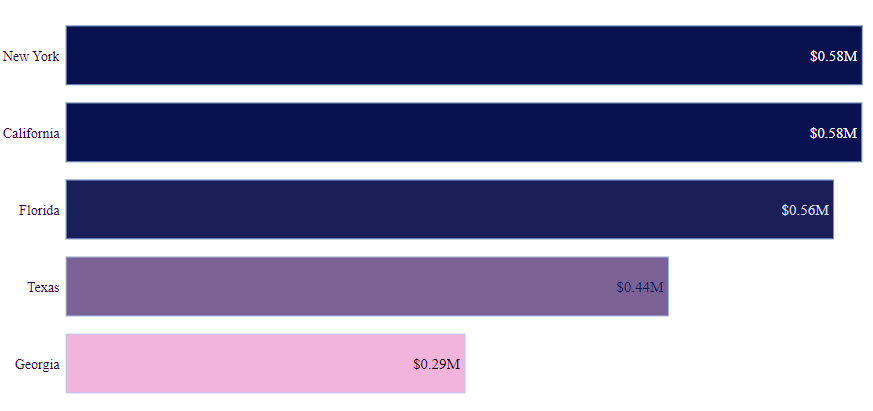 New York $0.58M
California $0.58M
Florida $0.56M
Texas $0.44M
Georgia $0.29M